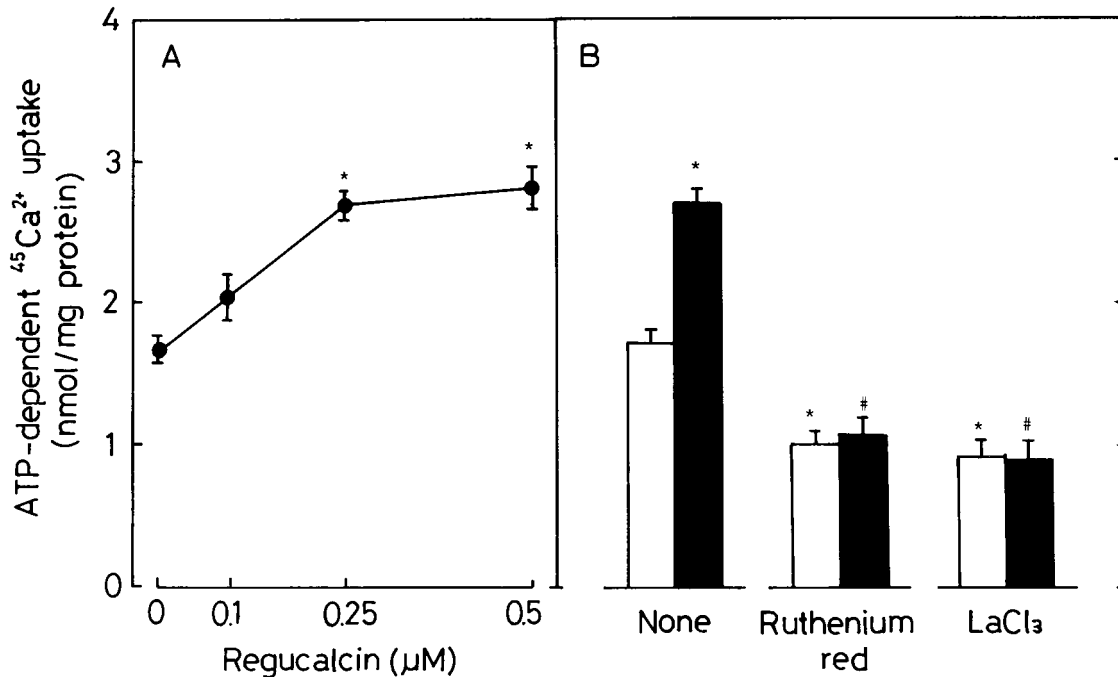 ATP-dependent ⁴⁵Ca²⁺ uptake
(nmol/mg protein)
4
3
2
1
0
A
*
*
0 0.1 0.25 0.5
Regucalcin (μM)
B
*
* #
* #
None Ruthenium red LaCl₃